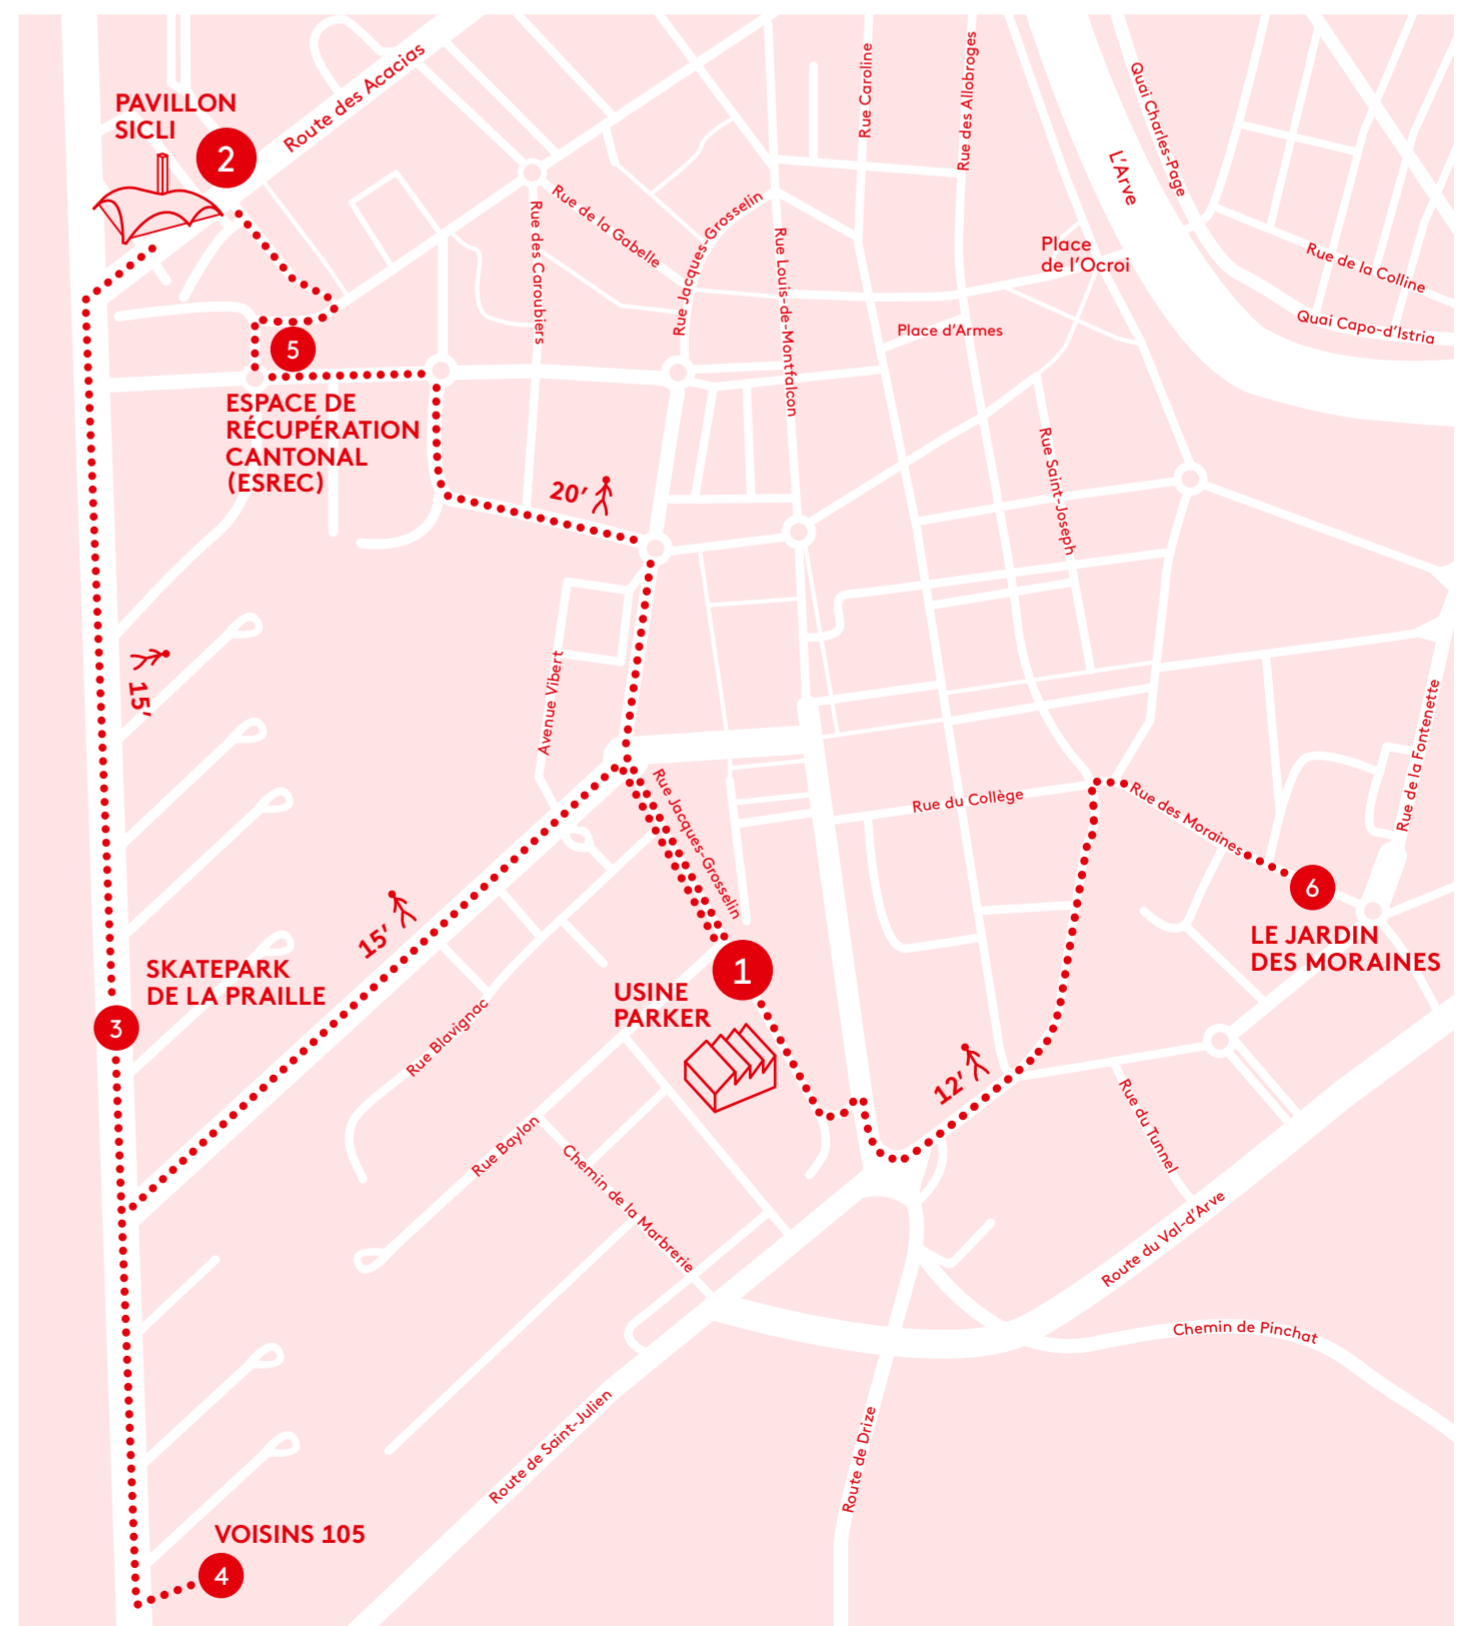 PAVILLON
SICLI
2
Route des Acacias
Rue Caroline
Rue des Allobroges
Quai Charles-Page
L'Arve
Rue de la Gabelle
Rue des Caroubiers
Rue Jacques-Grosselin
Rue Louis-de-Montfalcon
Place
de l'Ocroi
Rue de la Colline
Quai Capo-d'Istria
Place d'Armes
5
ESPACE DE
RÉCUPÉRATION
CANTONAL
(ESREC)
20'
Rue Saint-Joseph
15'
Avenue Vibert
Rue de la Fontenette
Rue Jacques-Grosselin
Rue du Collège
Rue des Moraines
6
LE JARDIN
DES MORAINES
15'
SKATEPARK
DE LA PRAILLE
3
1
USINE
PARKER
Rue Blavignac
12'
Rue du Tunnel
Rue Baylon
Chemin de la Marbrerie
Route du Val-d'Arve
Chemin de Pinchat
Route de Saint-Julien
Route de Drize
VOISINS 105
4